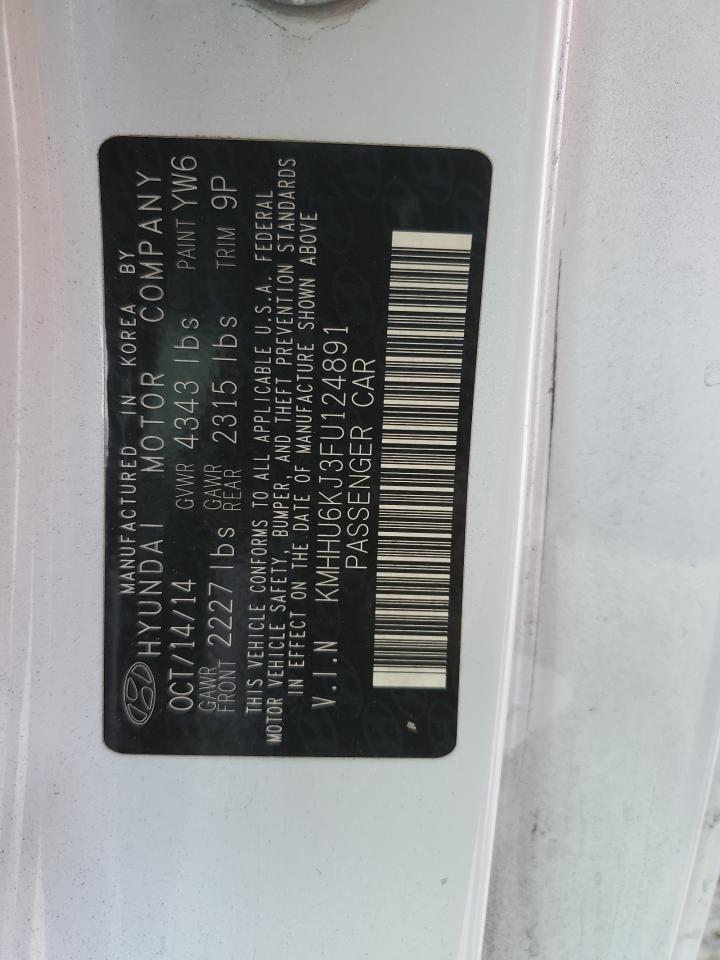 MANUFACTURED IN KOREA BY
HYUNDAI MOTOR COMPANY
OCT/14/14 GVWR 4343 lbs PAINT YW6
GAWR FRONT 2227 lbs GAWR REAR 2315 lbs TRIM 9P
THIS VEHICLE CONFORMS TO ALL APPLICABLE U.S.A. FEDERAL
MOTOR VEHICLE SAFETY, BUMPER, AND THEFT PREVENTION STANDARDS
IN EFFECT ON THE DATE OF MANUFACTURE SHOWN ABOVE
V.I.N KMHHU6KJ3FU124891
PASSENGER CAR